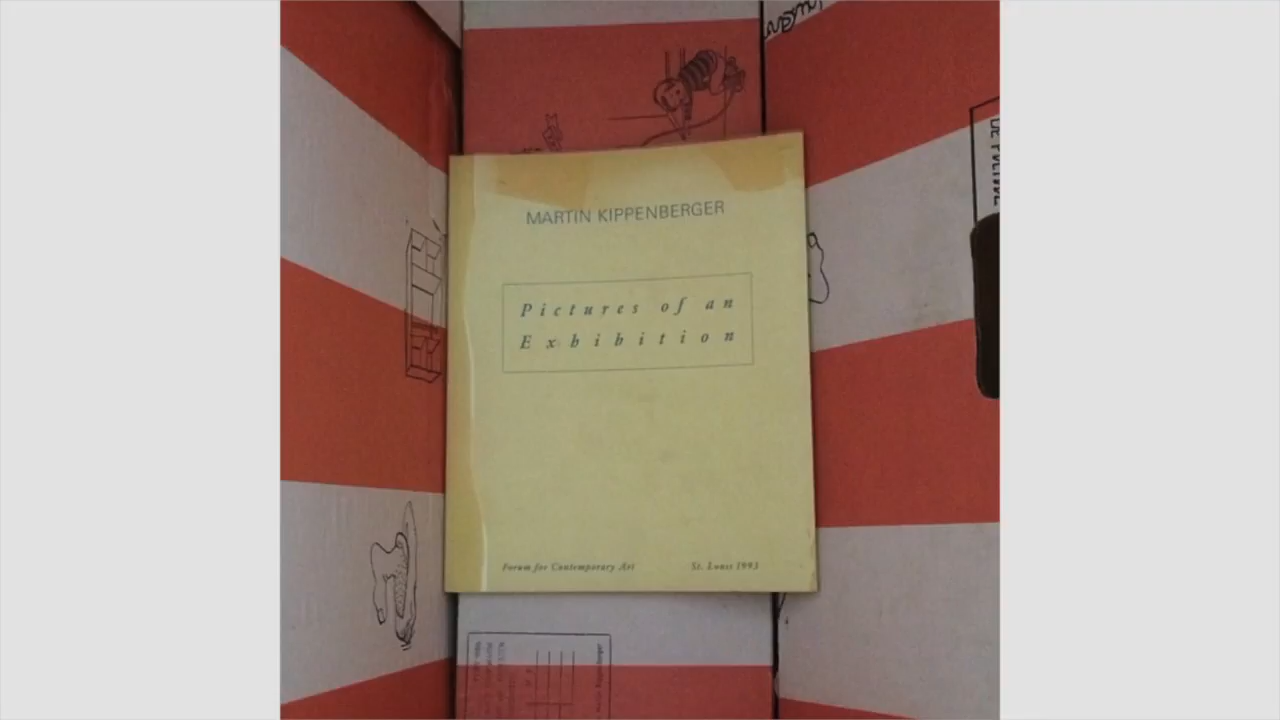 MARTIN KIPPENBERGER
Pictures of an
Exhibition
Forum for Contemporary Art St. Louis 1993